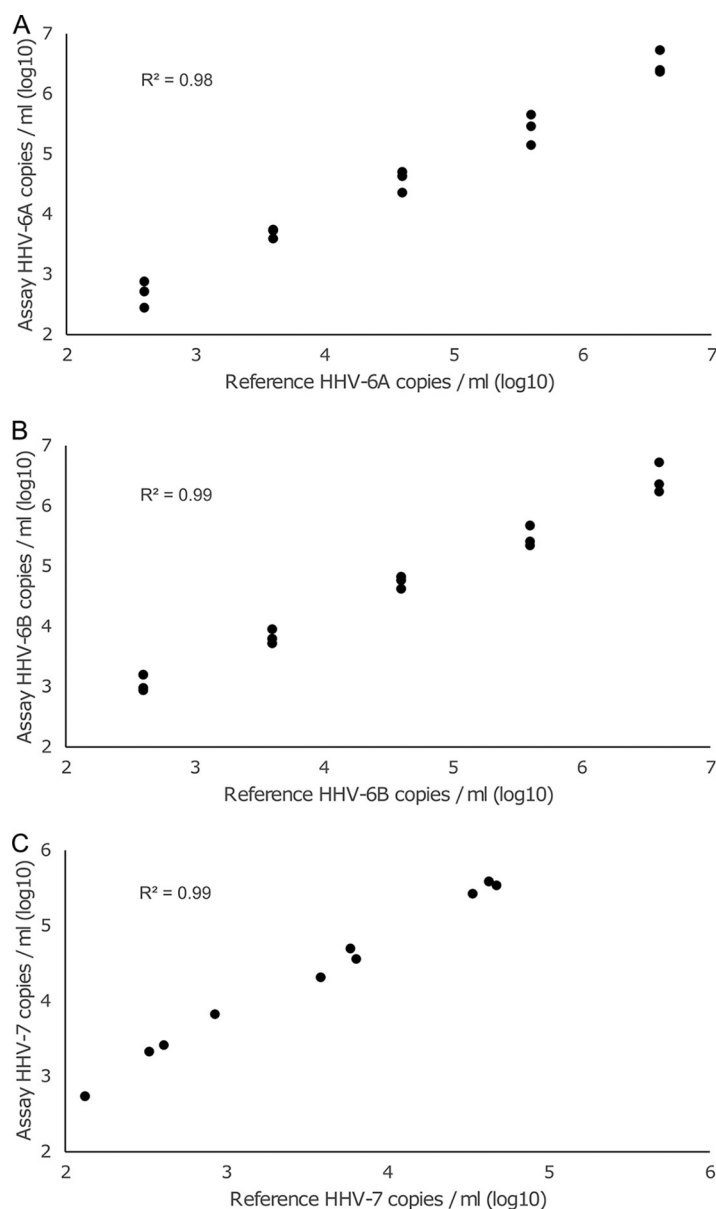 A
7
R² = 0.98
6
5
4
3
2
2 3 4 5 6 7
Assay HHV-6A copies / ml (log10)
Reference HHV-6A copies / ml (log10)
B
7
R² = 0.99
6
5
4
3
2
2 3 4 5 6 7
Assay HHV-6B copies / ml (log10)
Reference HHV-6B copies / ml (log10)
C
6
R² = 0.99
5
4
3
2
2 3 4 5 6
Assay HHV-7 copies / ml (log10)
Reference HHV-7 copies / ml (log10)